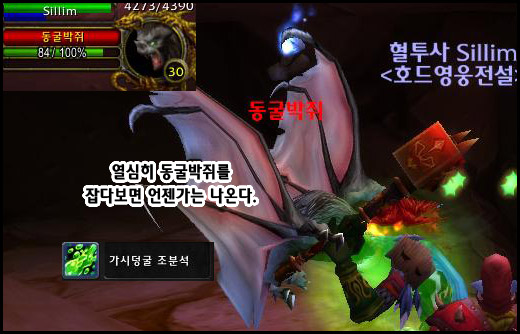 Sillim
4273/4390
동굴박쥐
84 / 100%
30
혈투사 Sillim
<호드영웅전설>
동굴박쥐
열심히 동굴박쥐를
잡다보면 언젠가는 나온다.
가시덩굴 조분석